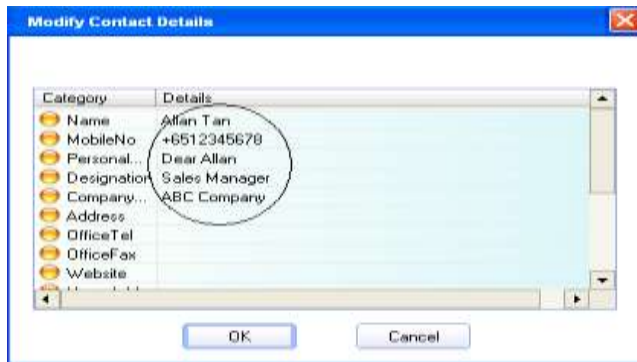 Modify Contact Details
Category Details
Name Allan Tan
MobileNo +6512345678
Personal... Dear Allan
Designation Sales Manager
Company... ABC Company
Address
OfficeTel
OfficeFax
Website
OK Cancel